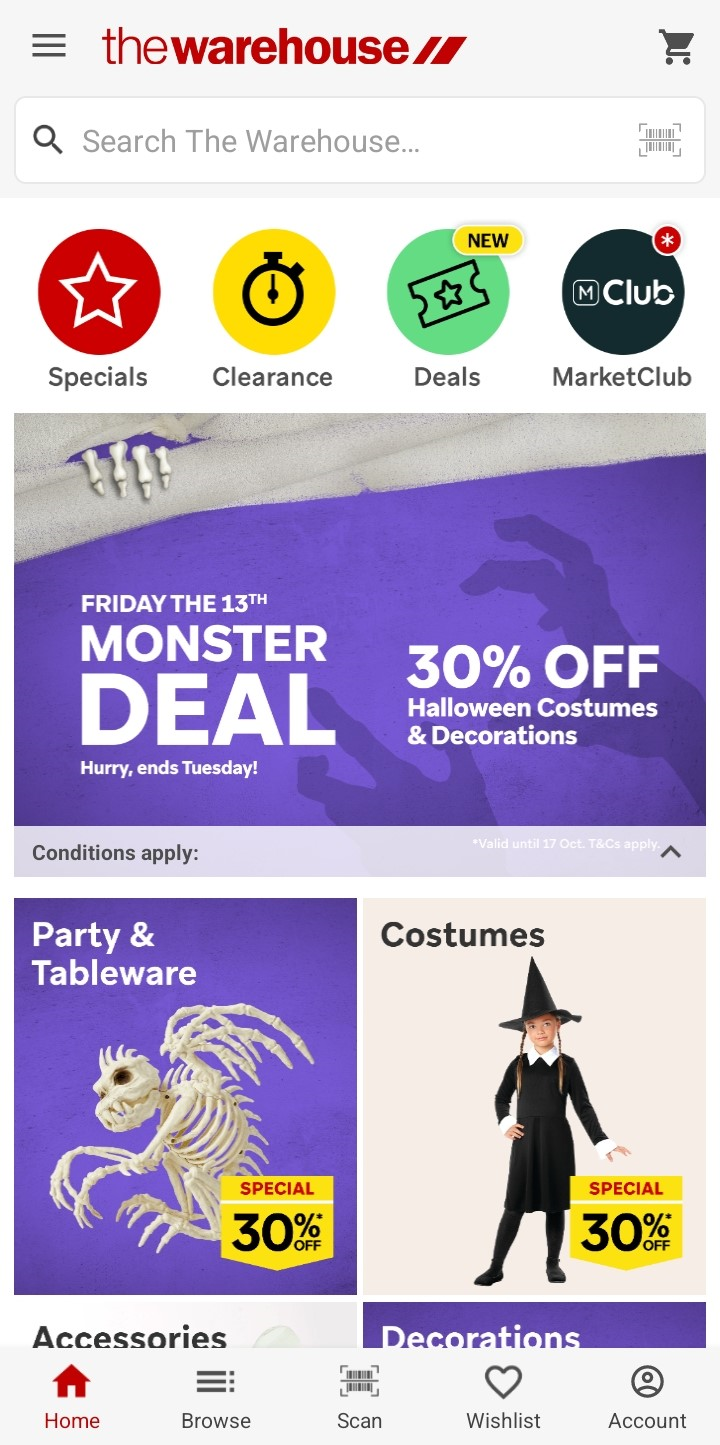 thewarehouse
Search The Warehouse...
NEW
*
M Club
Specials
Clearance
Deals
MarketClub
FRIDAY THE 13TH
MONSTER
DEAL
Hurry, ends Tuesday!
30% OFF
Halloween Costumes
& Decorations
*Valid until 17 Oct. T&Cs apply.
Conditions apply:
Party &
Tableware
SPECIAL
30%*
OFF
Costumes
SPECIAL
30%*
OFF
Accessories
Decorations
Home
Browse
Scan
Wishlist
Account